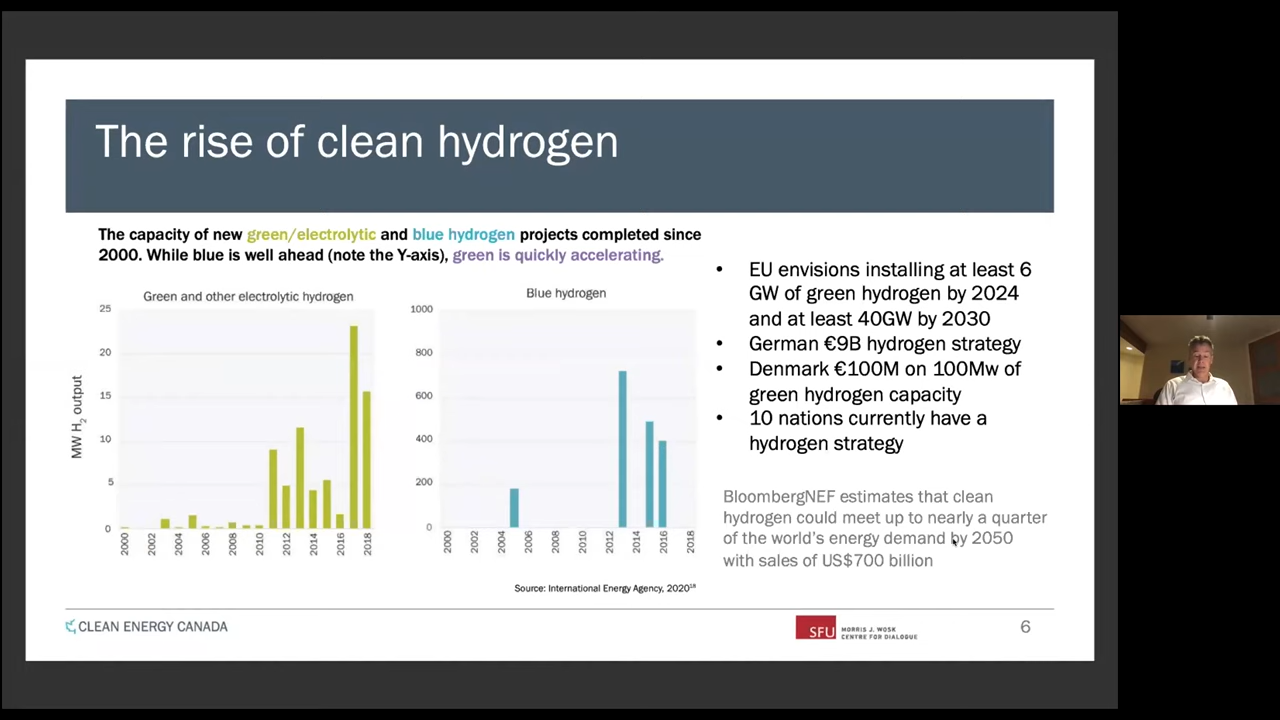 The rise of clean hydrogen
The capacity of new green/electrolytic and blue hydrogen projects completed since
2000. While blue is well ahead (note the Y-axis), green is quickly accelerating.
Green and other electrolytic hydrogen
MW H₂ output
25
20
15
10
5
0
2000
2002
2004
2006
2008
2010
2012
2014
2016
2018
Blue hydrogen
1000
800
600
400
200
0
2000
2002
2004
2006
2008
2010
2012
2014
2016
2018
Source: International Energy Agency, 2020¹⁸
• EU envisions installing at least 6
GW of green hydrogen by 2024
and at least 40GW by 2030
• German €9B hydrogen strategy
• Denmark €100M on 100Mw of
green hydrogen capacity
• 10 nations currently have a
hydrogen strategy
BloombergNEF estimates that clean
hydrogen could meet up to nearly a quarter
of the world's energy demand by 2050
with sales of US$700 billion
CLEAN ENERGY CANADA
SFU
MORRIS J. WOSK
CENTRE FOR DIALOGUE
6